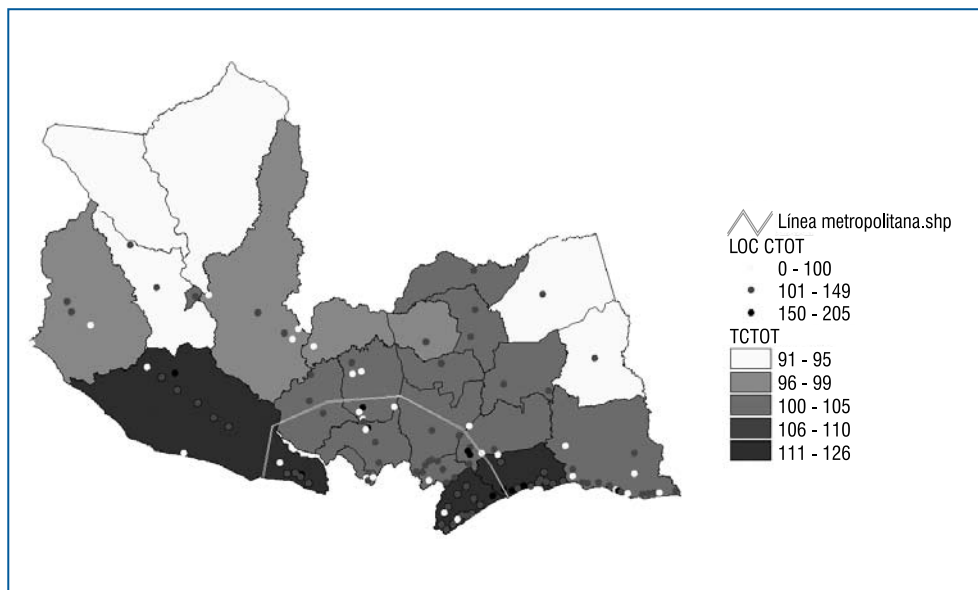 Línea metropolitana.shp
LOC CTOT
0 - 100
101 - 149
150 - 205
TCTOT
91 - 95
96 - 99
100 - 105
106 - 110
111 - 126